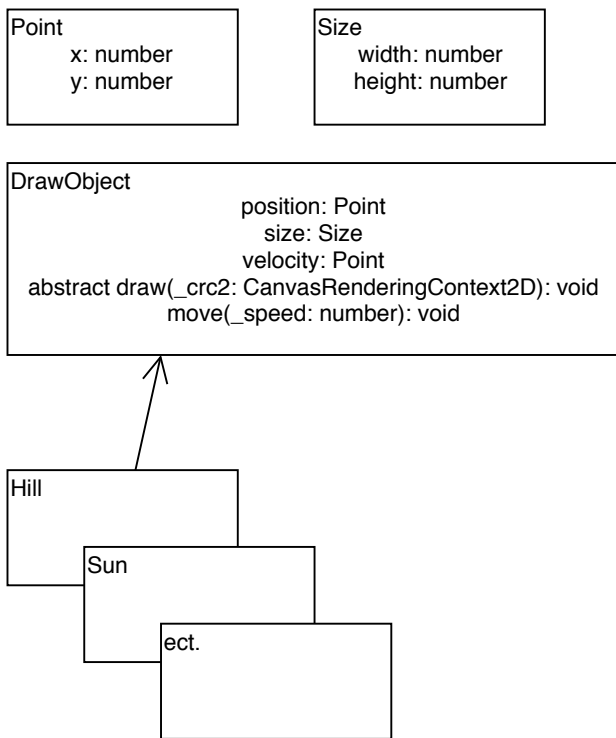 Point
x: number
y: number
Size
width: number
height: number
DrawObject
position: Point
size: Size
velocity: Point
abstract draw(_crc2: CanvasRenderingContext2D): void
move(_speed: number): void
Hill
Sun
ect.